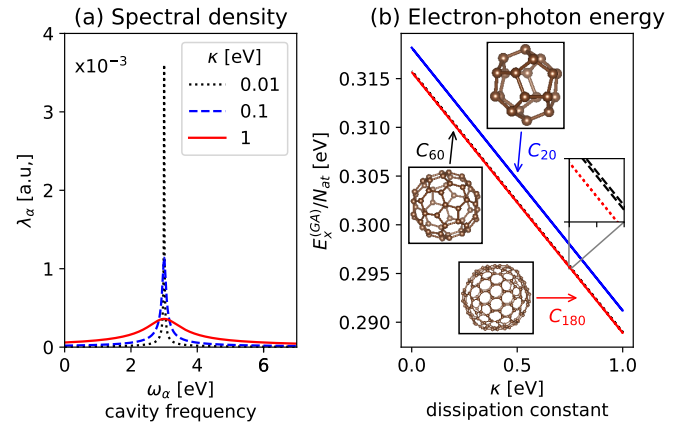 (a) Spectral density
x10⁻³
κ [eV]
0.01
0.1
1
4
3
2
1
0
λα [a.u,]
0
2
4
6
ωα [eV]
cavity frequency
(b) Electron-photon energy
0.315
0.310
0.305
0.300
0.295
0.290
Eₓ⁽ᴳᴬ⁾/Nₐₜ [eV]
C₆₀
C₂₀
C₁₈₀
0.0
0.5
1.0
κ [eV]
dissipation constant